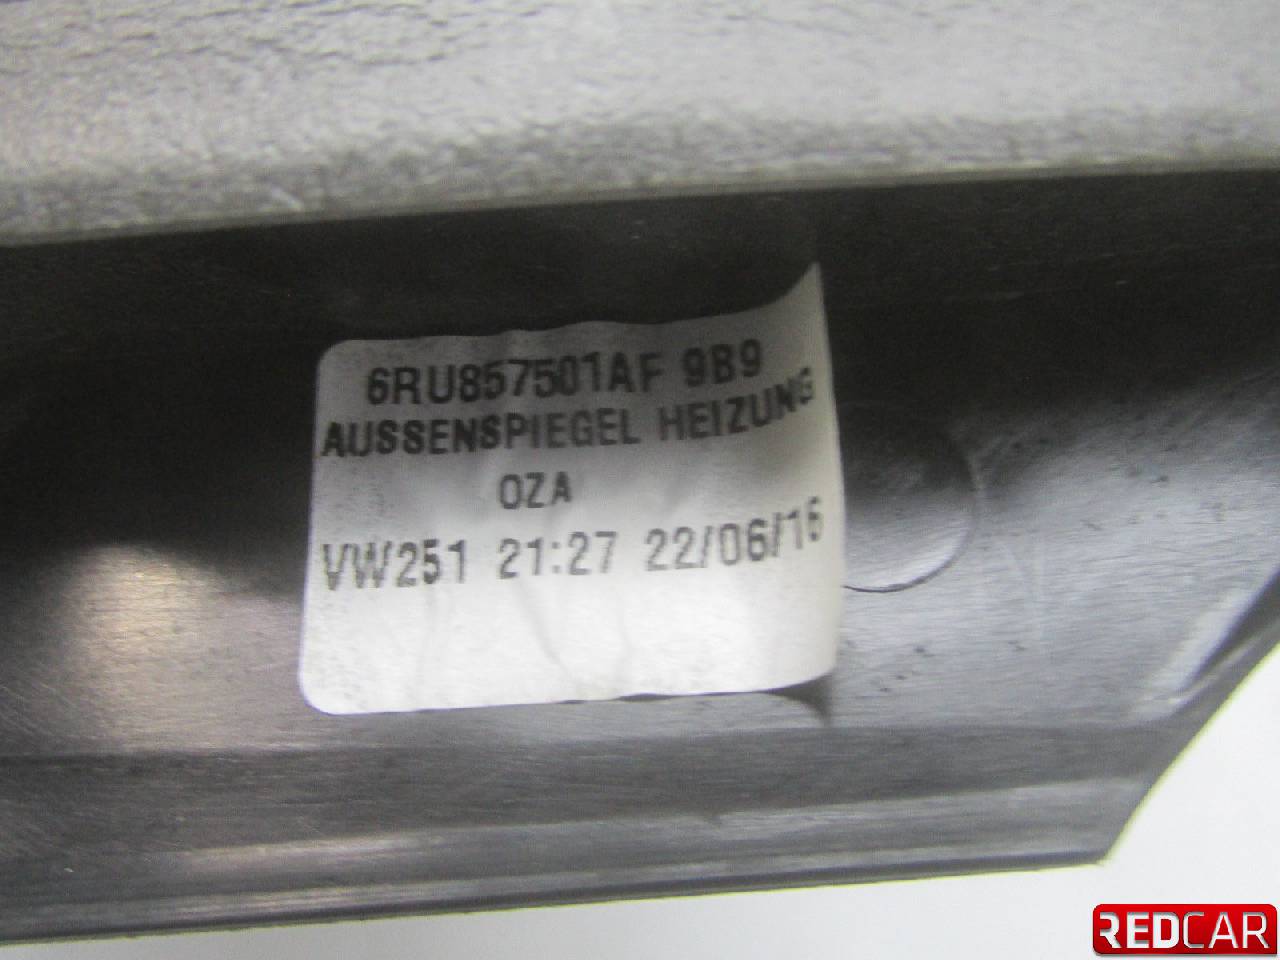 6RU857501AF 9B9
AUSSENSPIEGEL HEIZUNG
OZA
VW251 21:27 22/06/16
REDCAR